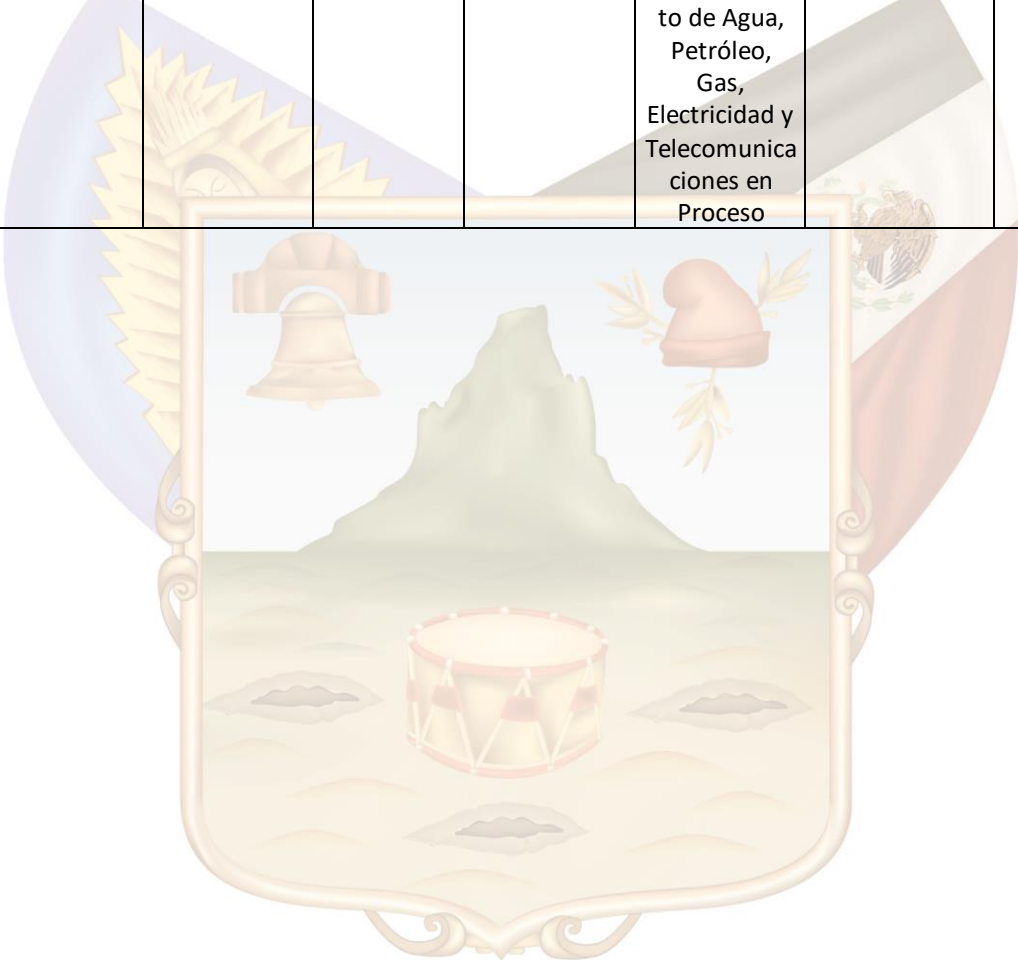 to de Agua,
Petróleo,
Gas,
Electricidad y
Telecomunica
ciones en
Proceso